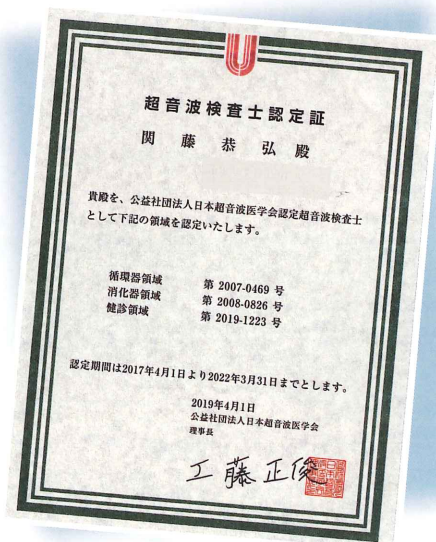 超音波検査士認定証
関藤恭弘殿
貴殿を、公益社団法人日本超音波医学会認定超音波検査士
として下記の領域を認定いたします。
循環器領域 第 2007-0469 号
消化器領域 第 2008-0826 号
健診領域 第 2019-1223 号
認定期間は2017年4月1日より2022年3月31日までとします。
2019年4月1日
公益社団法人日本超音波医学会
理事長
工藤正俊